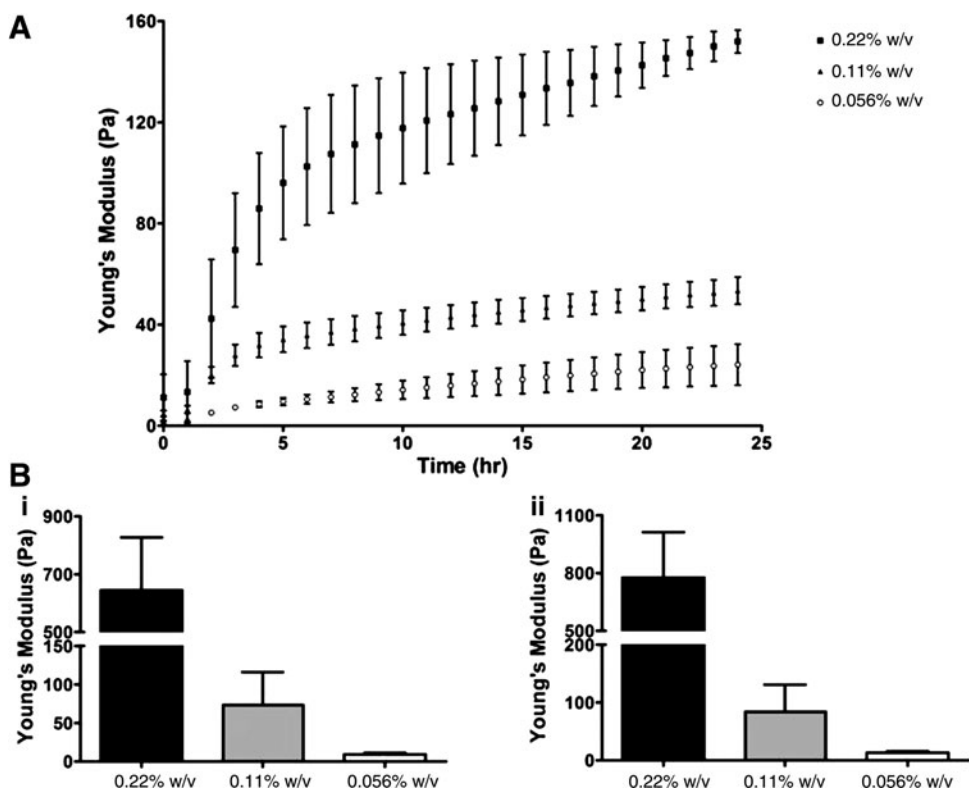 A
Young's Modulus (Pa)
160
120
80
40
0
0 5 10 15 20 25
Time (hr)
0.22% w/v
0.11% w/v
0.056% w/v
B
i
Young's Modulus (Pa)
900
700
500
150
100
50
0
0.22% w/v 0.11% w/v 0.056% w/v
ii
Young's Modulus (Pa)
1100
800
500
200
100
0
0.22% w/v 0.11% w/v 0.056% w/v